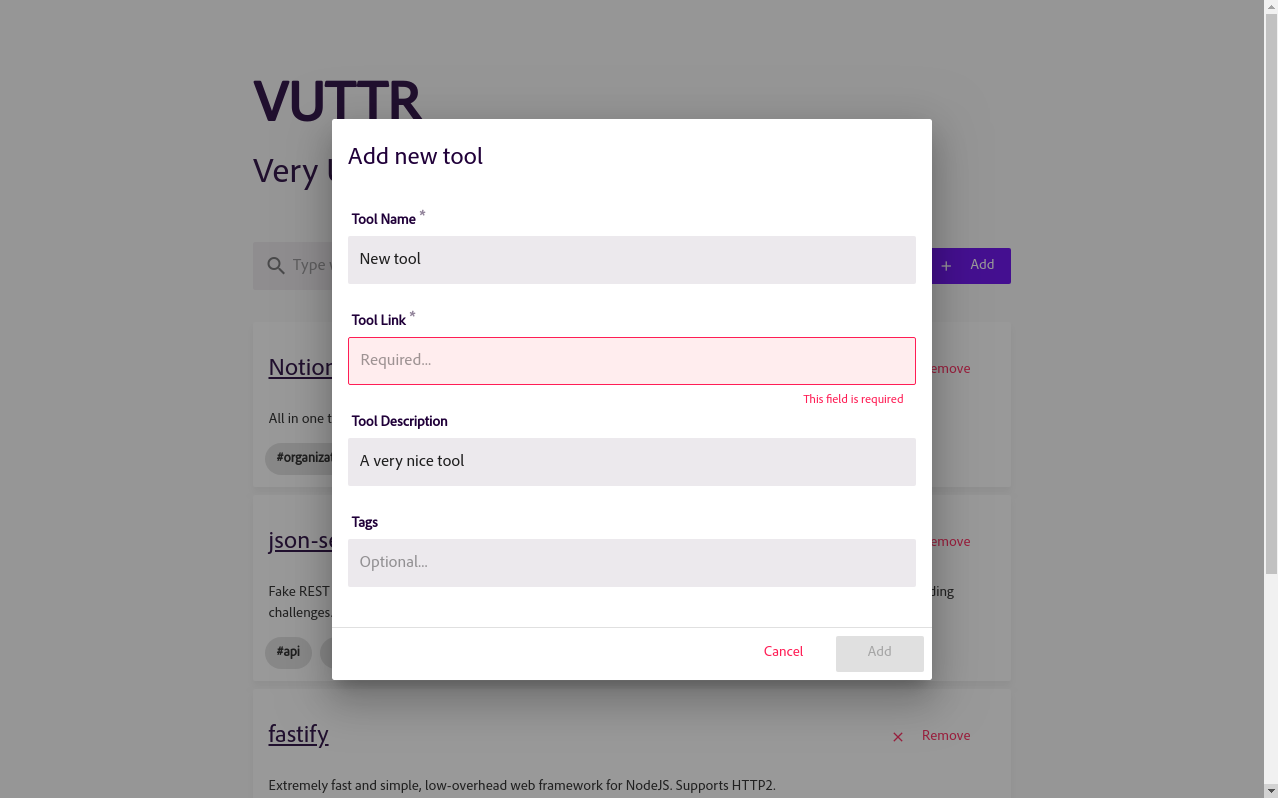 VUTTR
Very
Add new tool
Tool Name *
New tool
Type
+ Add
Tool Link *
Required...
This field is required
Notion
All in one
#organizat
emove
Tool Description
A very nice tool
Tags
Optional...
json-se
emove
Fake REST
ding
challenges.
#api
Cancel
Add
fastify
× Remove
Extremely fast and simple, low-overhead web framework for NodeJS. Supports HTTP2.